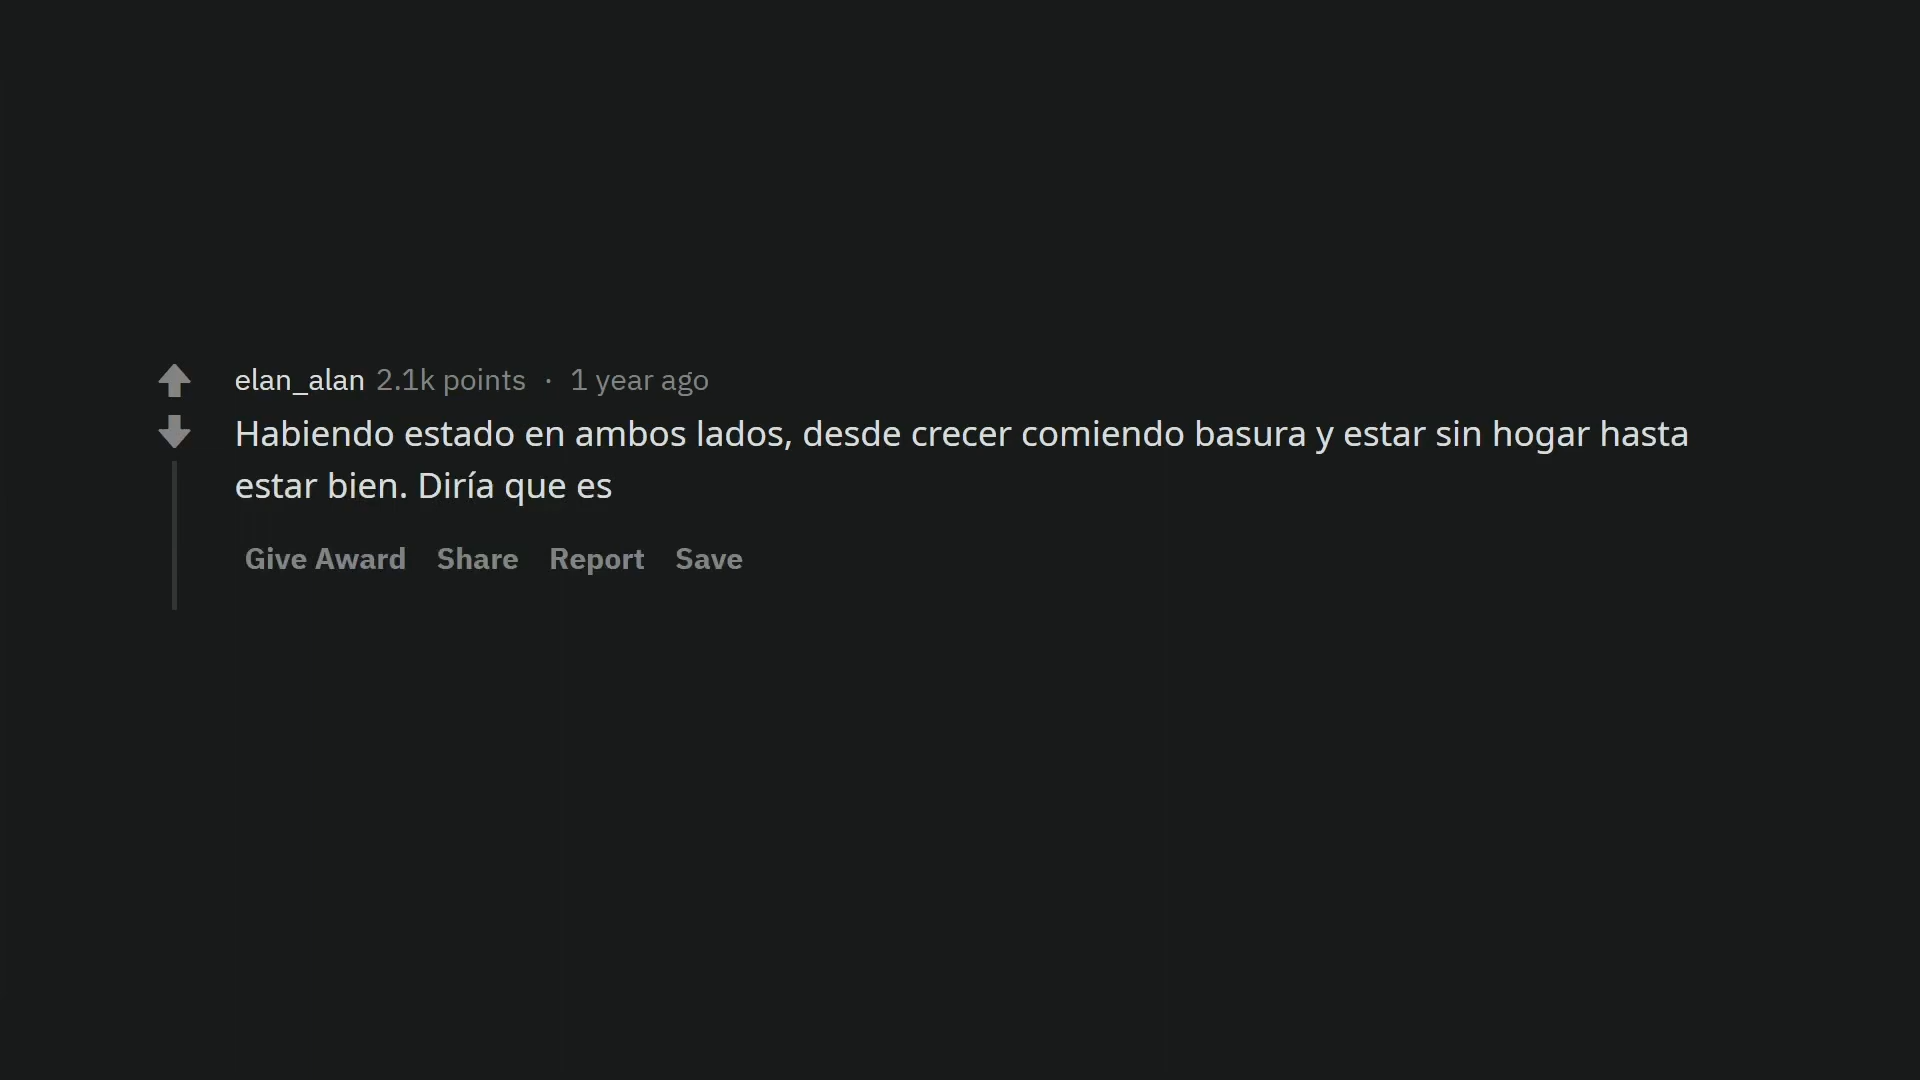 elan_alan 2.1k points · 1 year ago
Habiendo estado en ambos lados, desde crecer comiendo basura y estar sin hogar hasta
estar bien. Diría que es
Give Award Share Report Save